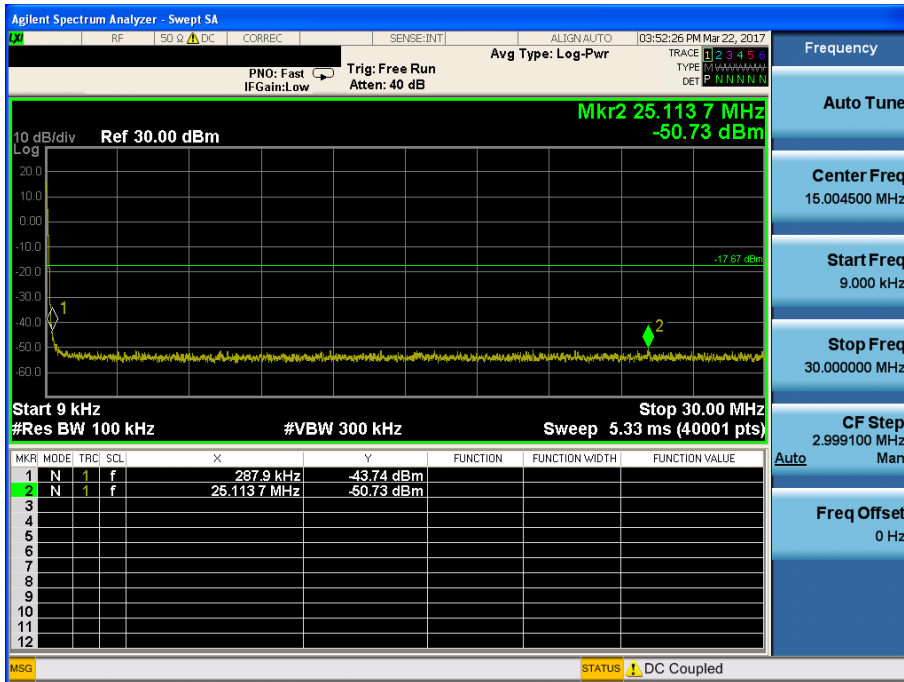 Agilent Spectrum Analyzer - Swept SA
LXI RF 50 Ω DC CORREC SENSE:INT ALIGN AUTO 03:52:26 PM Mar 22, 2017
PNO: Fast Trig: Free Run Avg Type: Log-Pwr TRACE 1 2 3 4 5 6
IFGain:Low Atten: 40 dB TYPE M WWWWW
DET P N N N N N
Mkr2 25.113 7 MHz
-50.73 dBm
10 dB/div Ref 30.00 dBm
Log
20.0
10.0
0.00
-10.0
-17.67 dBm
-20.0
-30.0
1
-40.0
2
-50.0
-60.0
Start 9 kHz Stop 30.00 MHz
#Res BW 100 kHz #VBW 300 kHz Sweep 5.33 ms (40001 pts)
MKR MODE TRC SCL X Y FUNCTION FUNCTION WIDTH FUNCTION VALUE
1 N 1 f 287.9 kHz -43.74 dBm
2 N 1 f 25.113 7 MHz -50.73 dBm
3
4
5
6
7
8
9
10
11
12
MSG STATUS DC Coupled
Frequency
Auto Tune
Center Freq
15.004500 MHz
Start Freq
9.000 kHz
Stop Freq
30.000000 MHz
CF Step
2.999100 MHz
Auto Man
Freq Offset
0 Hz